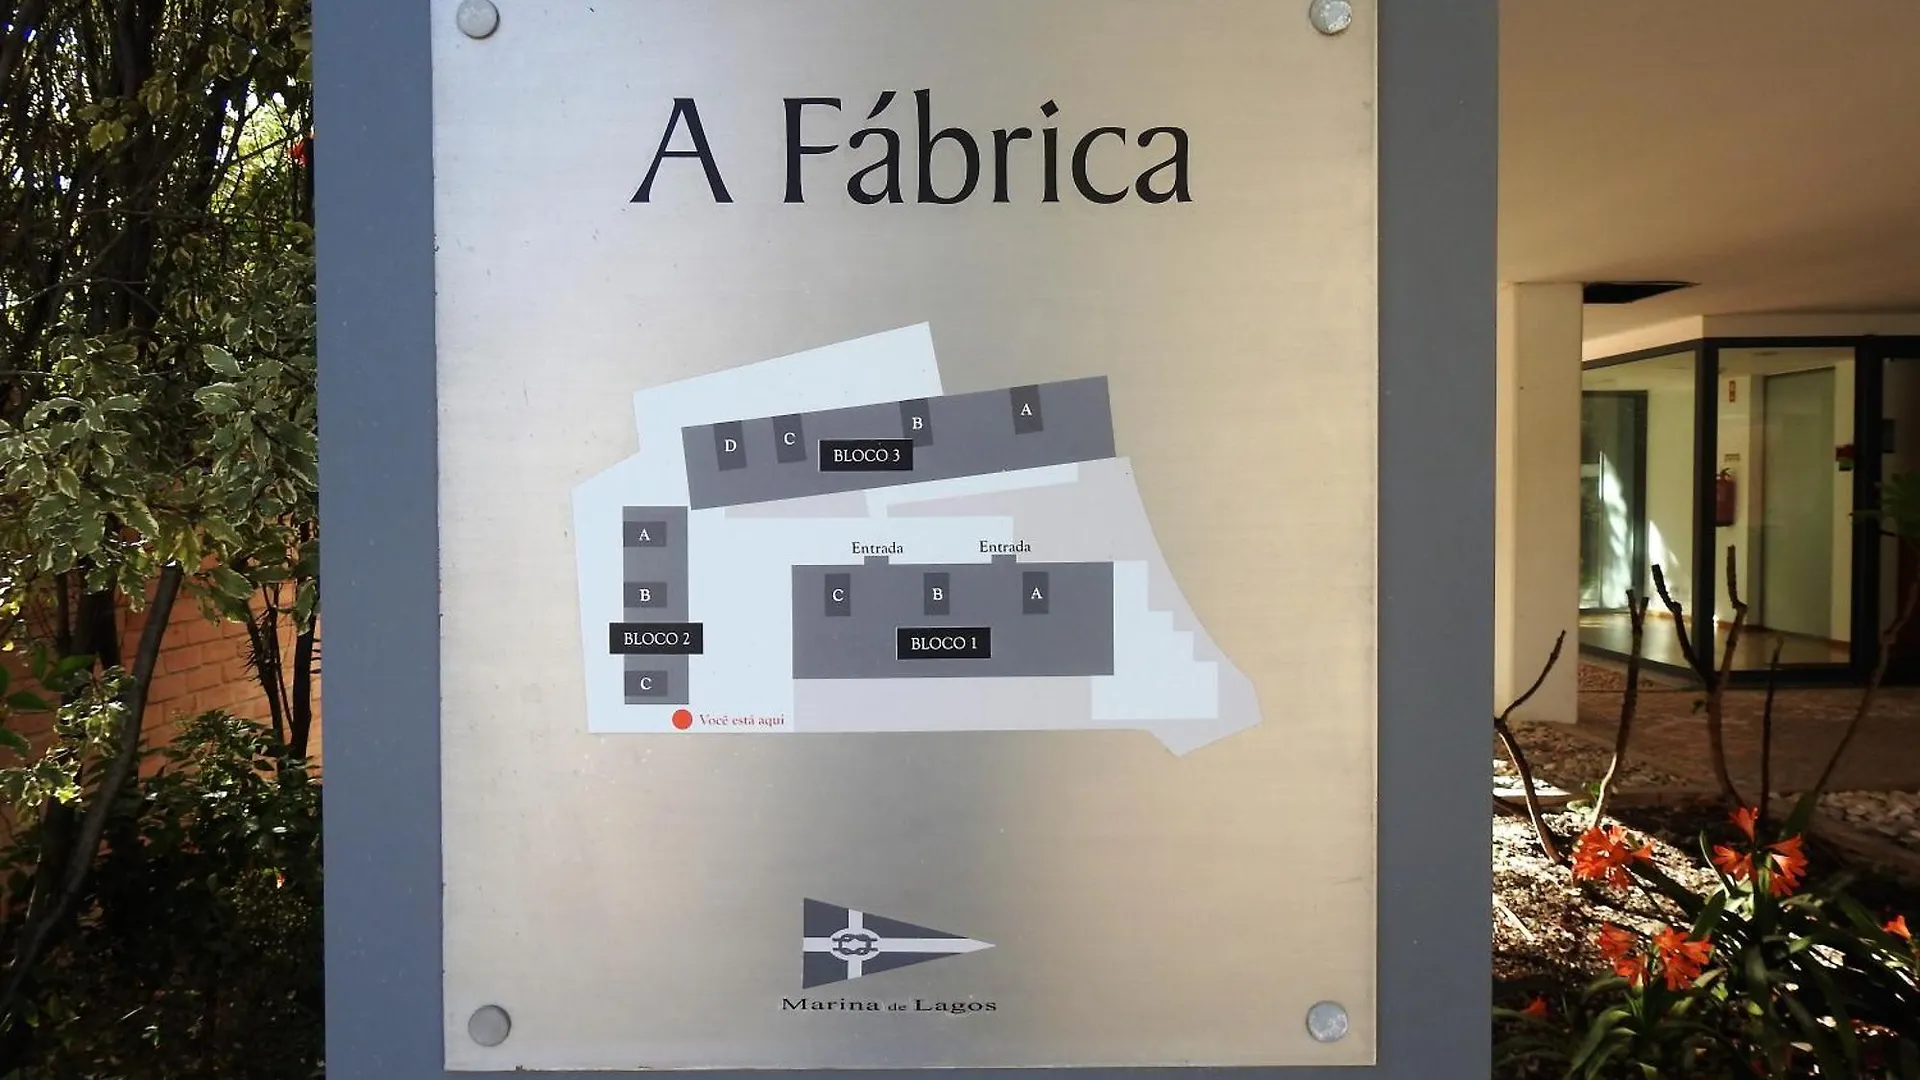 A Fábrica
A
B
C
D
BLOCO 3
A
B
BLOCO 2
C
Entrada
Entrada
C
B
A
BLOCO 1
Você está aqui
Marina de Lagos